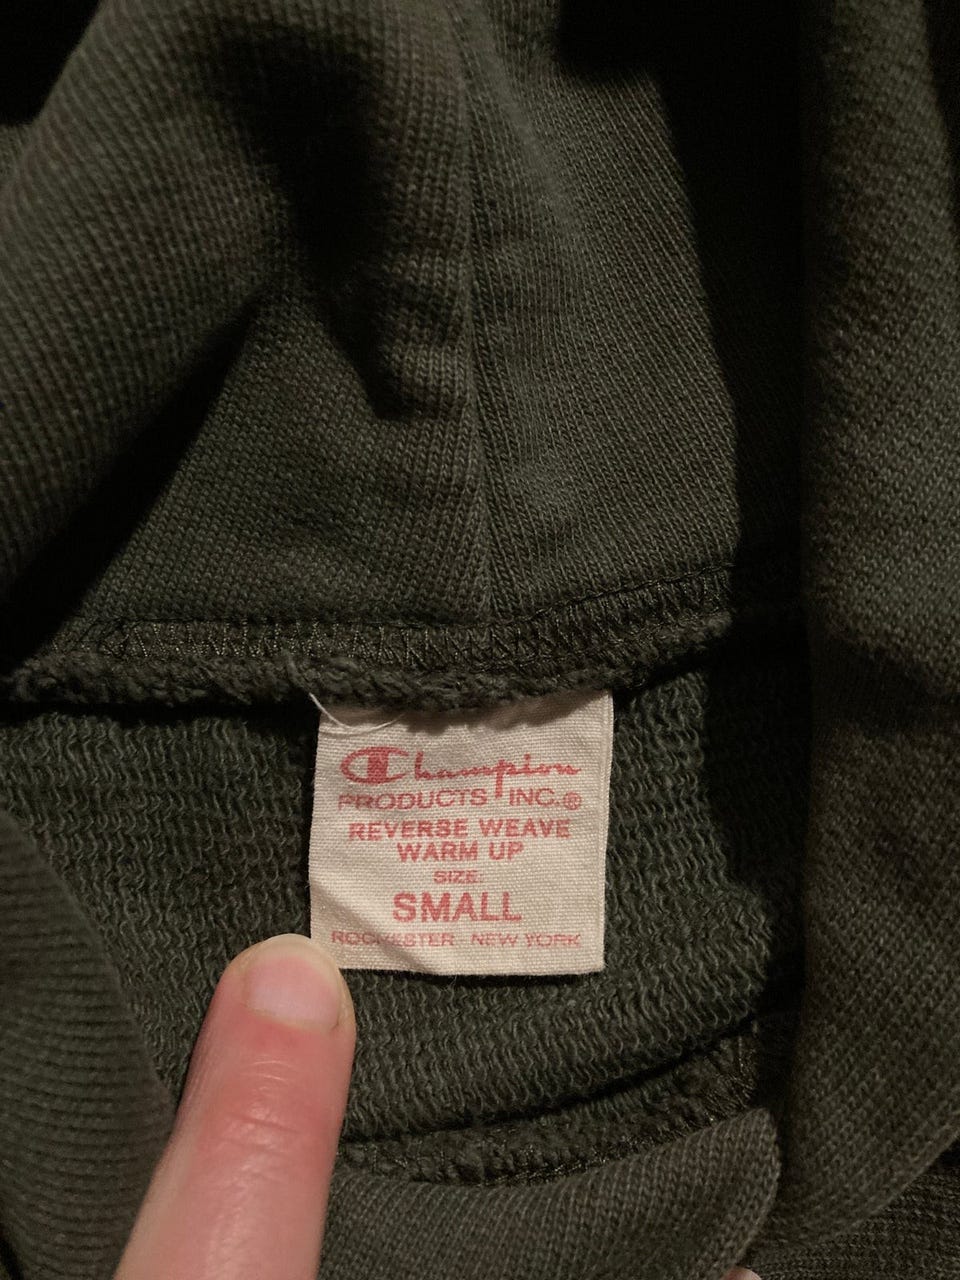 Champion
PRODUCTS INC.®
REVERSE WEAVE
WARM UP
SIZE:
SMALL
ROCHESTER NEW YORK